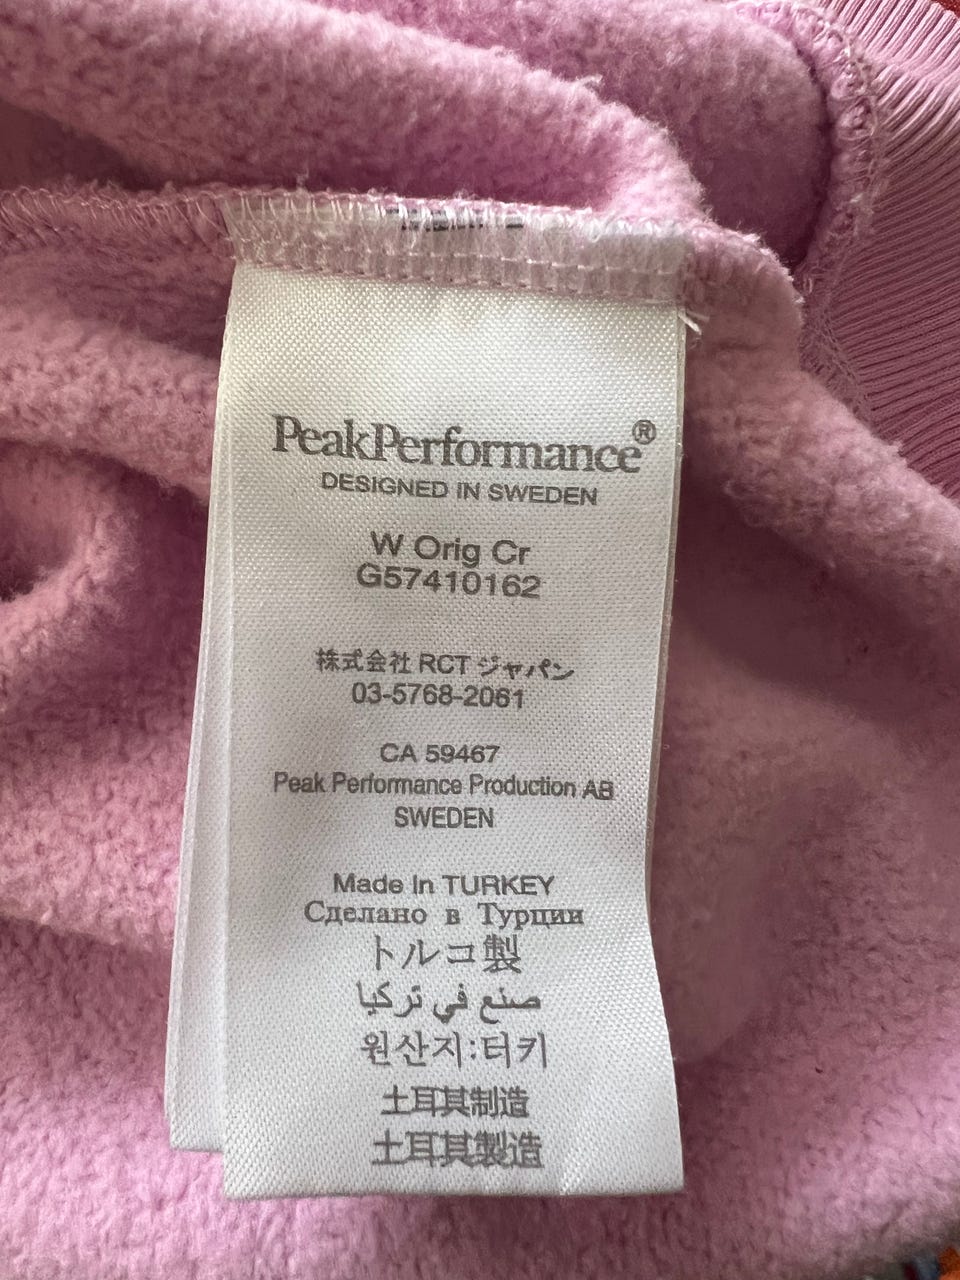 PeakPerformance®
DESIGNED IN SWEDEN
W Orig Cr
G57410162
株式会社 RCT ジャパン
03-5768-2061
CA 59467
Peak Performance Production AB
SWEDEN
Made In TURKEY
Сделано в Турции
トルコ製
صنع في تركيا
원산지:터키
土耳其制造
土耳其製造